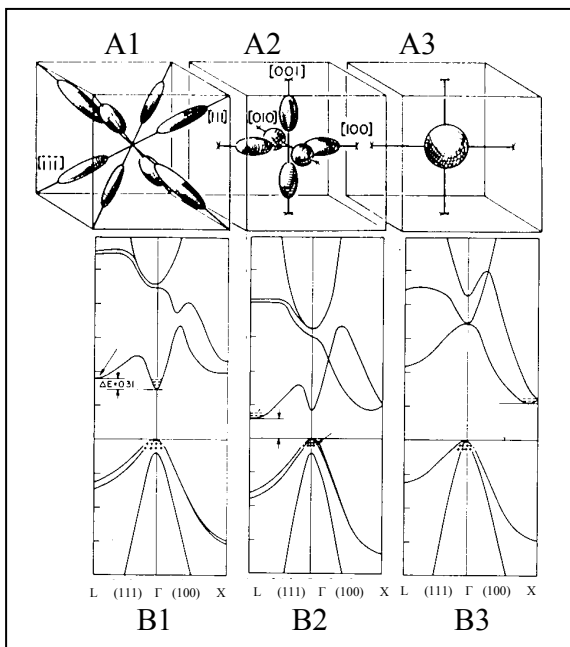 A1 A2 A3
[001]
[010]
[111] [100]
[1̄1̄1̄]
ΔE=0.31
L (111) Γ (100) X L (111) Γ (100) X L (111) Γ (100) X
B1 B2 B3